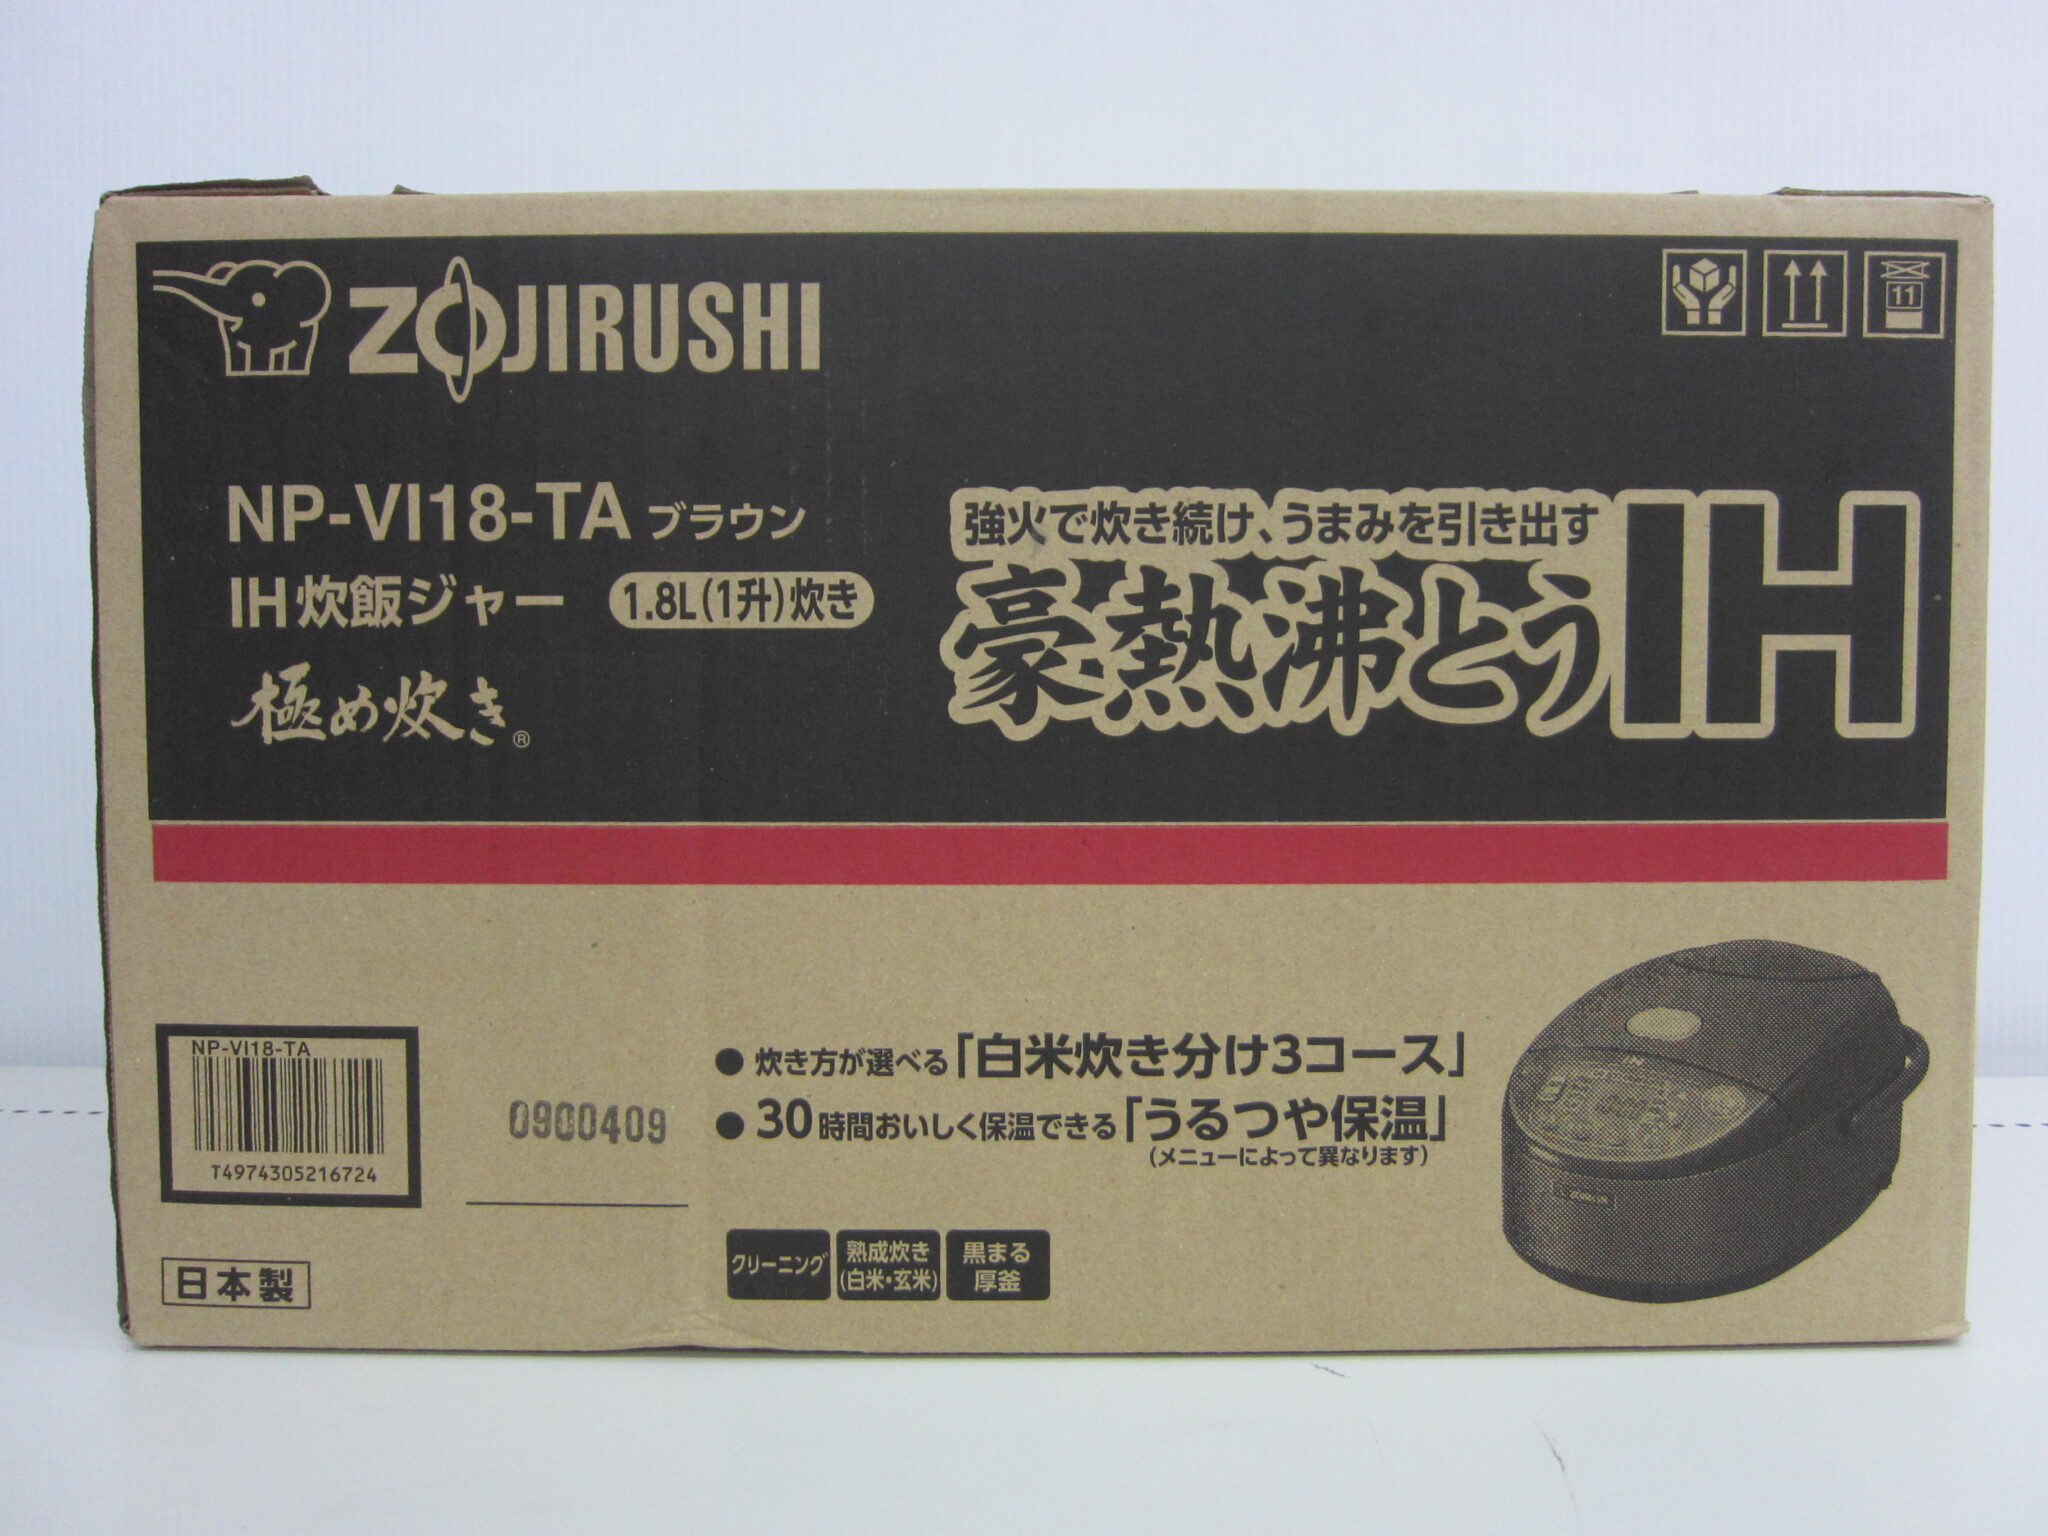 ZOJIRUSHI
11
NP-VI18-TA ブラウン
IH炊飯ジャー 1.8L(1升)炊き
極め炊き®
強火で炊き続け、うまみを引き出す
豪熱沸とうIH
NP-VI18-TA
T4974305216724
0900409
日本製
● 炊き方が選べる「白米炊き分け3コース」
● 30時間おいしく保温できる「うるつや保温」
(メニューによって異なります)
クリーニング
熟成炊き
(白米・玄米)
黒まる
厚釜
ZOJIRUSHI